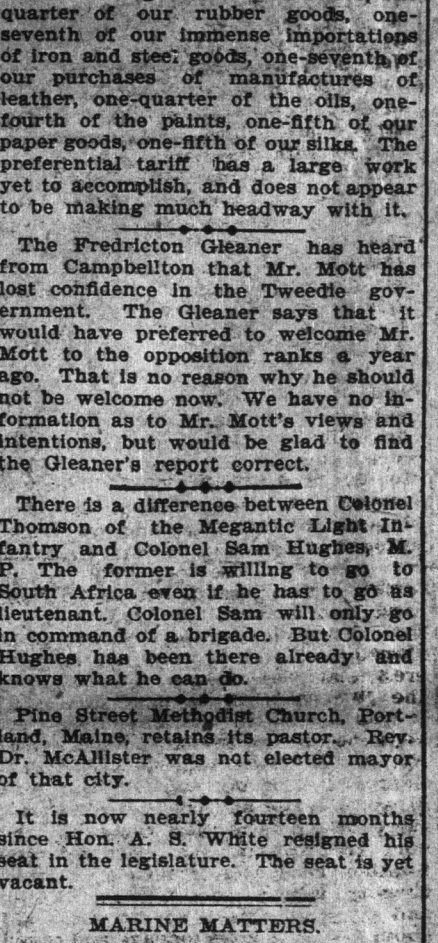 quarter of our rubber goods, one-
seventh of our immense importations
of iron and steel goods, one-seventh of
our purchases of manufactures of
leather, one-quarter of the oils, one-
fourth of the paints, one-fifth of our
paper goods, one-fifth of our silks. The
preferential tariff has a large work
yet to accomplish, and does not appear
to be making much headway with it.
The Fredricton Gleaner has heard
from Campbellton that Mr. Mott has
lost confidence in the Tweedie gov-
ernment. The Gleaner says that it
would have preferred to welcome Mr.
Mott to the opposition ranks a year
ago. That is no reason why he should
not be welcome now. We have no in-
formation as to Mr. Mott's views and
intentions, but would be glad to find
the Gleaner's report correct.
There is a difference between Colonel
Thomson of the Megantic Light In-
fantry and Colonel Sam Hughes, M.
P. The former is willing to go to
South Africa even if he has to go as
lieutenant. Colonel Sam will only go
in command of a brigade. But Colonel
Hughes has been there already and
knows what he can do.
Pine Street Methodist Church, Port-
land, Maine, retains its pastor. Rev.
Dr. McAllister was not elected mayor
of that city.
It is now nearly fourteen months
since Hon. A. S. White resigned his
seat in the legislature. The seat is yet
vacant.
MARINE MATTERS.